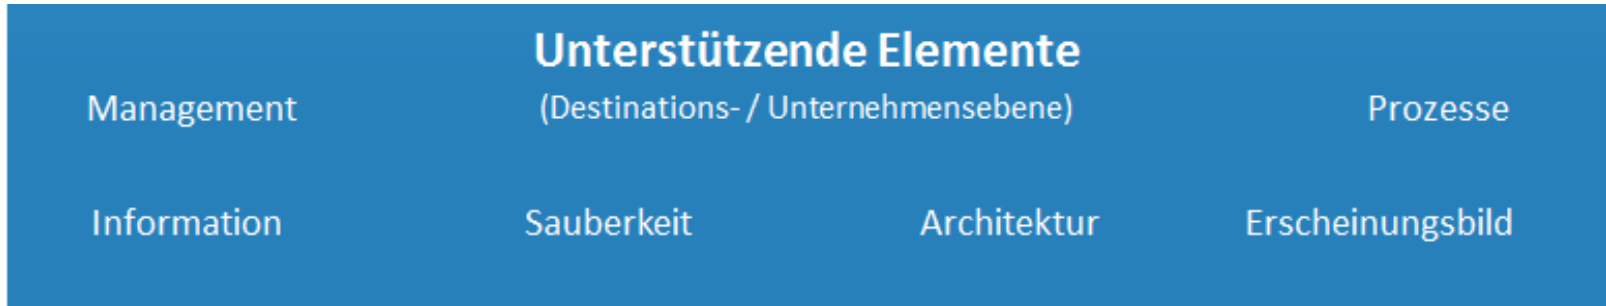 Unterstützende Elemente
Management (Destinations- / Unternehmensebene) Prozesse
Information Sauberkeit Architektur Erscheinungsbild